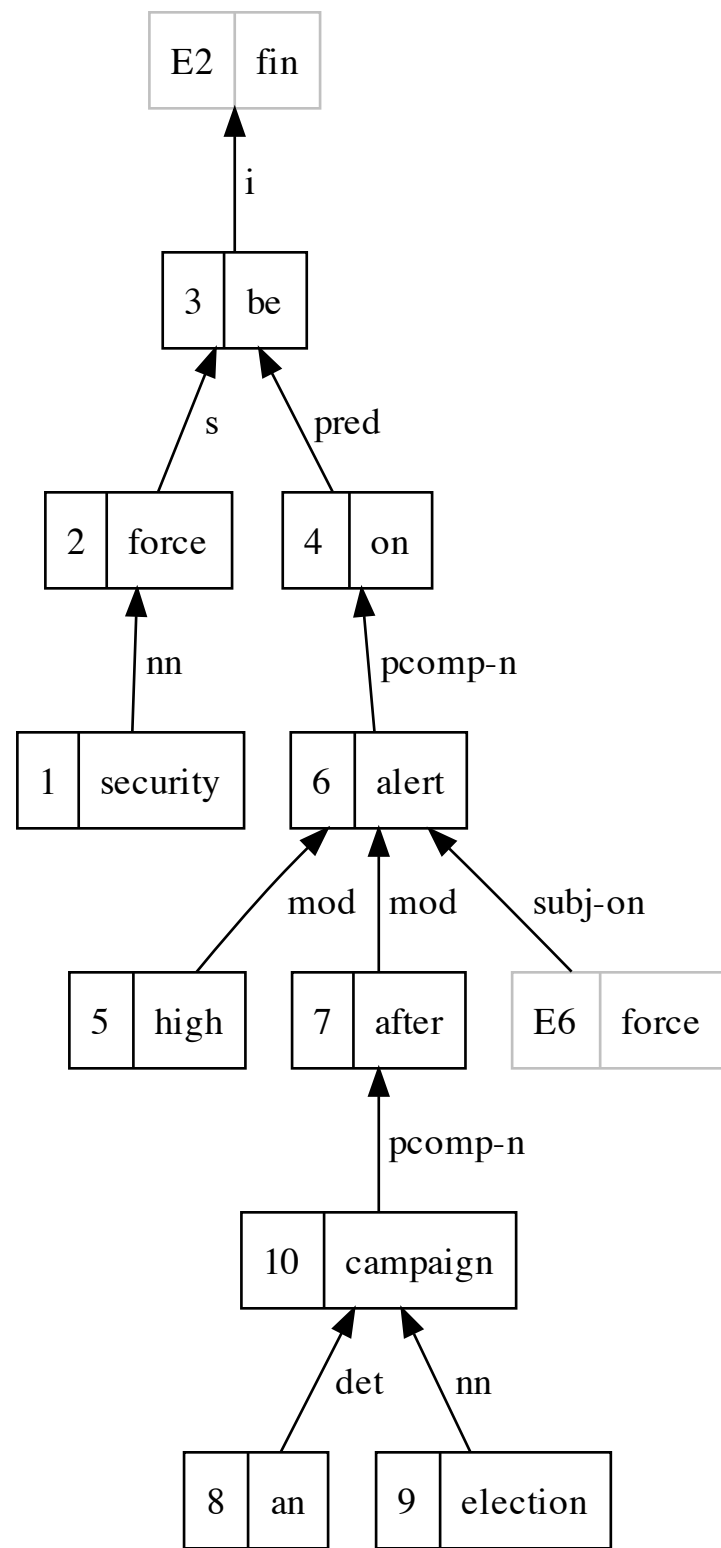 E2 fin
i
3 be
s pred
2 force 4 on
nn pcomp-n
1 security 6 alert
mod mod subj-on
5 high 7 after E6 force
pcomp-n
10 campaign
det nn
8 an 9 election